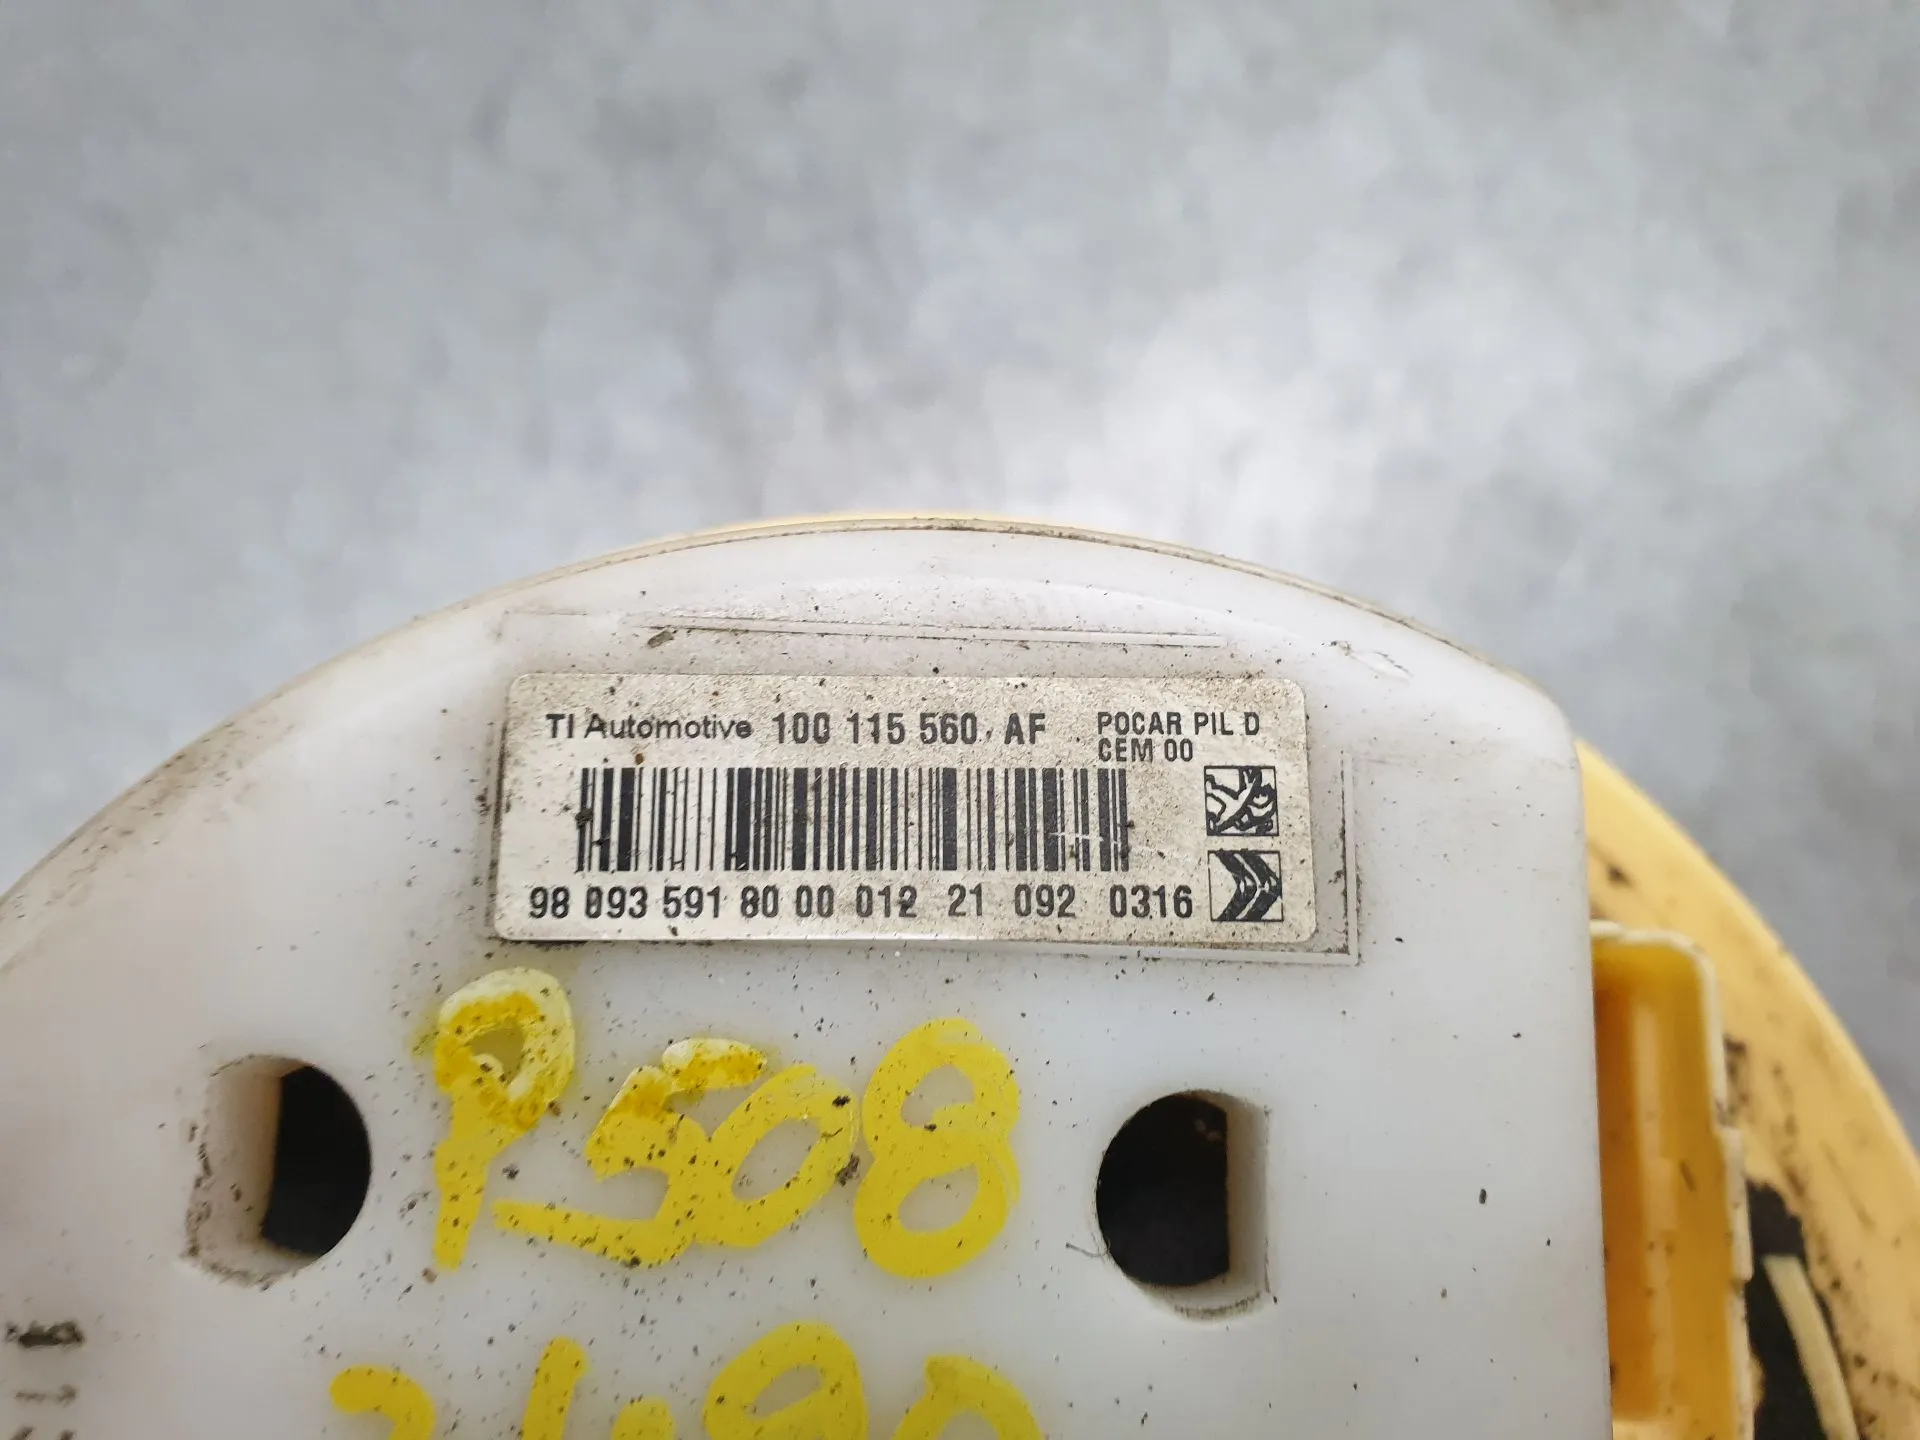 TI Automotive 100 115 560 AF
POCAR PIL D
CEM 00
98 093 591 80 00 012 21 092 0316
P508